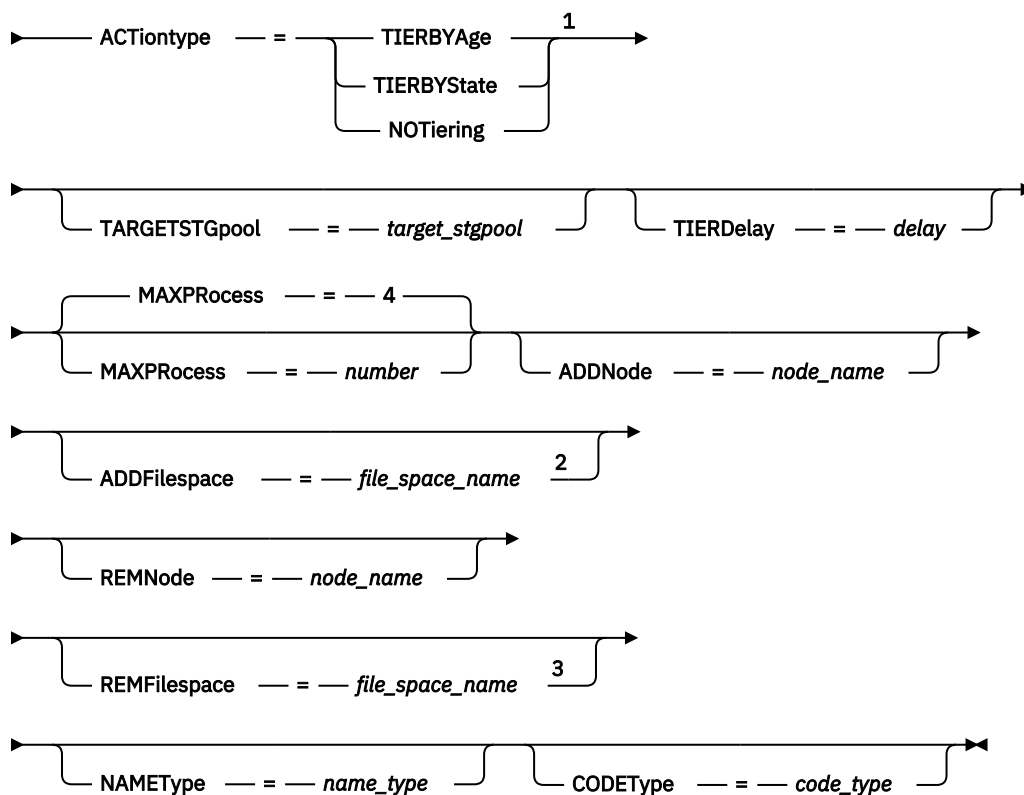 ACTiontype = TIERBYAge 1
TIERBYState
NOTiering
TARGETSTGpool = target_stgpool TIERDelay = delay
MAXPRocess = 4
MAXPRocess = number ADDNode = node_name
ADDFilespace = file_space_name 2
REMNode = node_name
REMFilespace = file_space_name 3
NAMEType = name_type CODEType = code_type